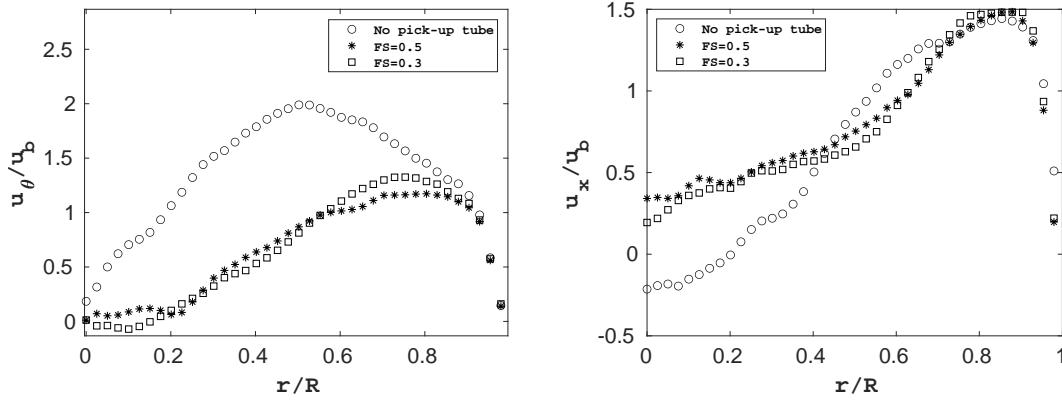 No pick-up tube
FS=0.5
FS=0.3
2.5
2
1.5
1
0.5
0
u_θ/u_b
0 0.2 0.4 0.6 0.8
r/R
No pick-up tube
FS=0.5
FS=0.3
1.5
1
0.5
0
-0.5
u_x/u_b
0 0.2 0.4 0.6 0.8 1
r/R